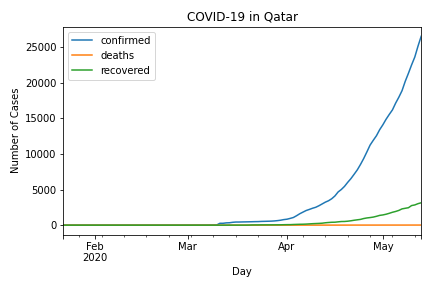 COVID-19 in Qatar
confirmed
deaths
recovered
25000
20000
15000
10000
5000
0
Number of Cases
Feb
2020
Mar
Apr
May
Day